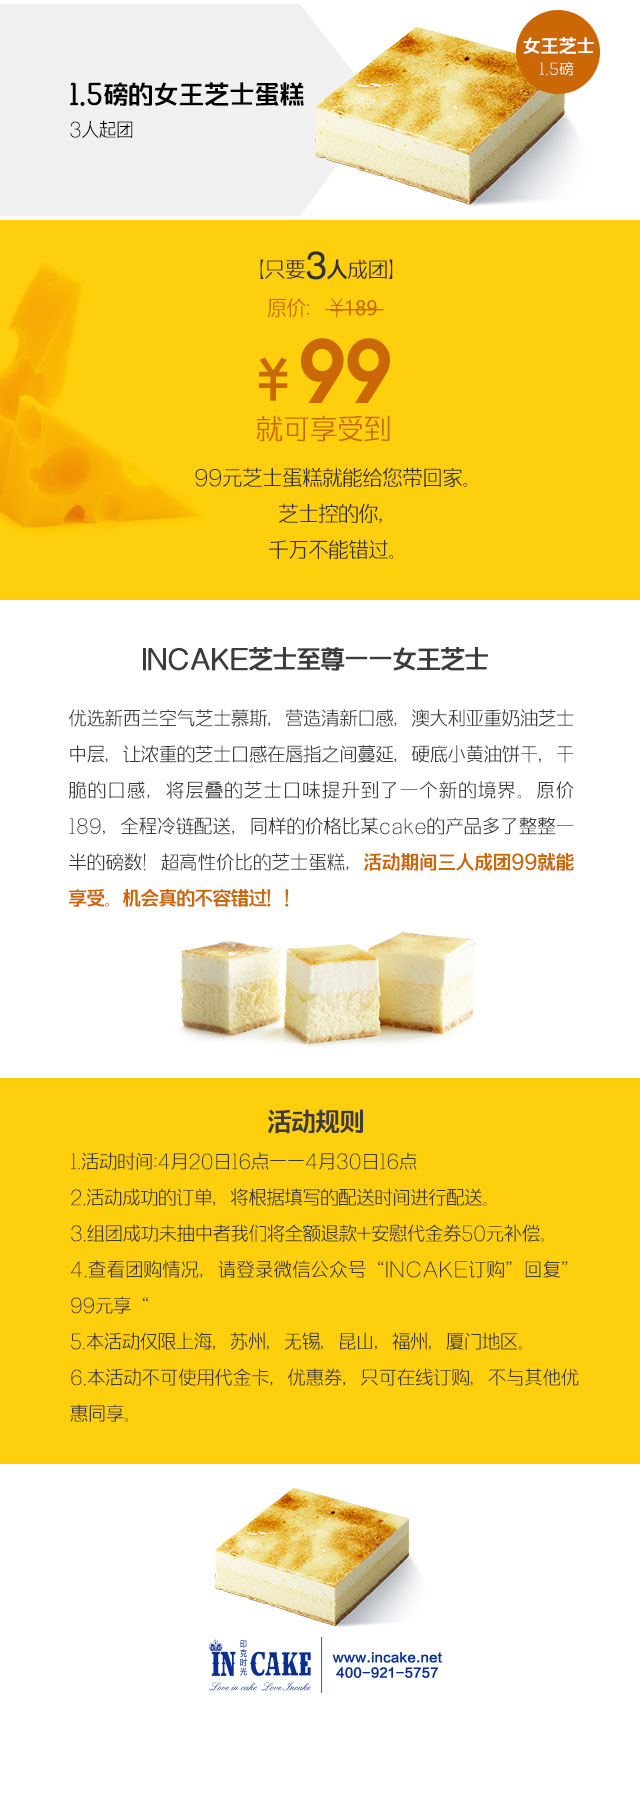 女王芝士
1.5磅
1.5磅的女王芝士蛋糕
3人起团
【只要3人成团】
原价: ¥189
¥99
就可享受到
99元芝士蛋糕就能给您带回家。
芝士控的你,
千万不能错过。
INCAKE芝士至尊——女王芝士
优选新西兰空气芝士慕斯，营造清新口感，澳大利亚重奶油芝士
中层，让浓重的芝士口感在唇指之间蔓延，硬底小黄油饼干，干
脆的口感，将层叠的芝士口味提升到了一个新的境界。原价
189，全程冷链配送，同样的价格比某cake的产品多了整整一
半的磅数！超高性价比的芝士蛋糕，活动期间三人成团99就能
享受。机会真的不容错过！！
活动规则
1.活动时间:4月20日16点——4月30日16点
2.活动成功的订单，将根据填写的配送时间进行配送。
3.组团成功未抽中者我们将全额退款+安慰代金券50元补偿。
4.查看团购情况，请登录微信公众号“INCAKE订购”回复”
99元享“
5.本活动仅限上海，苏州，无锡，昆山，福州，厦门地区。
6.本活动不可使用代金卡，优惠券，只可在线订购，不与其他优
惠同享。
IN印克时光CAKE
Love in cake Love Incake
www.incake.net
400-921-5757